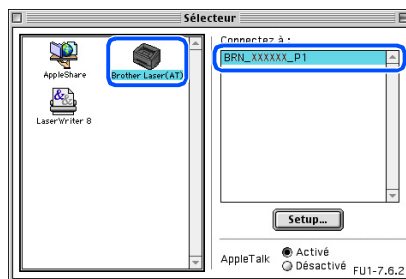 Sélecteur
AppleShare
Brother Laser(AT)
LaserWriter 8
Connectez à :
BRN_XXXXXX_P1
Setup...
AppleTalk
Activé
Désactivé
FU1-7.6.2